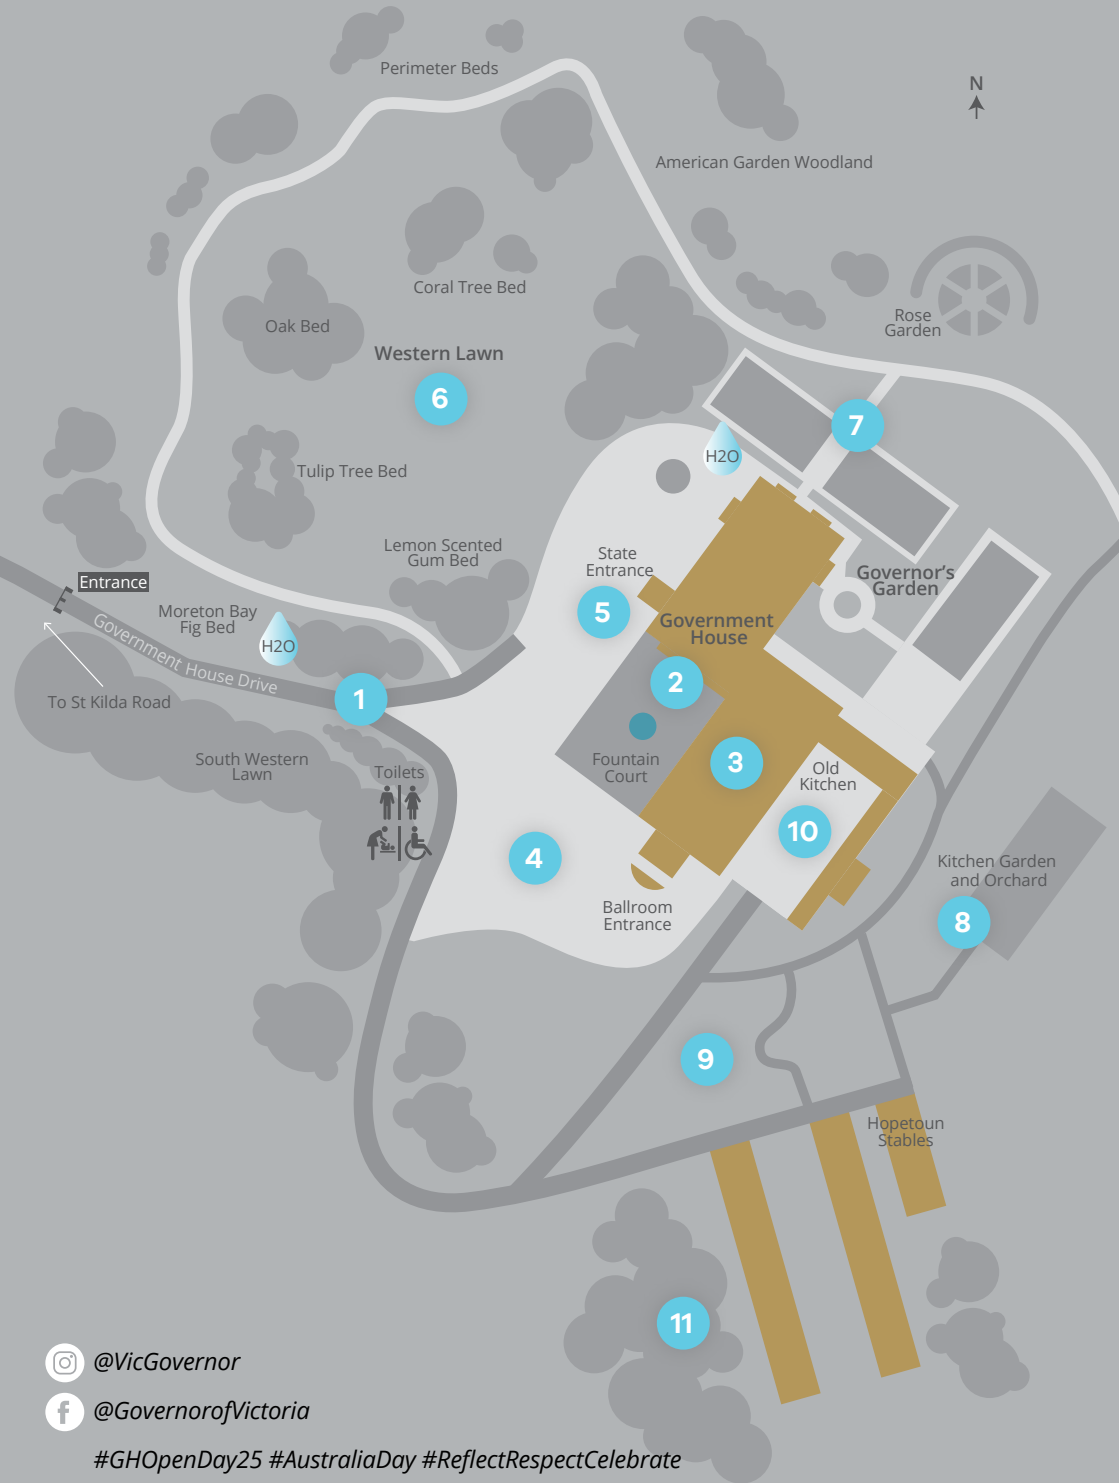 Perimeter Beds
N
American Garden Woodland
Coral Tree Bed
Rose
Garden
Oak Bed
Western Lawn
6
7
H2O
Tulip Tree Bed
Lemon Scented
Gum Bed
State
Entrance
5
Governor's
Garden
Entrance
Moreton Bay
Fig Bed
H2O
Government House Drive
Government
House
To St Kilda Road
1
2
3
Fountain
Court
South Western
Lawn
Toilets
Old
Kitchen
10
4
Kitchen Garden
and Orchard
8
Ballroom
Entrance
9
Hopetoun
Stables
11
@VicGovernor
@GovernorofVictoria
#GHOpenDay25 #AustraliaDay #ReflectRespectCelebrate